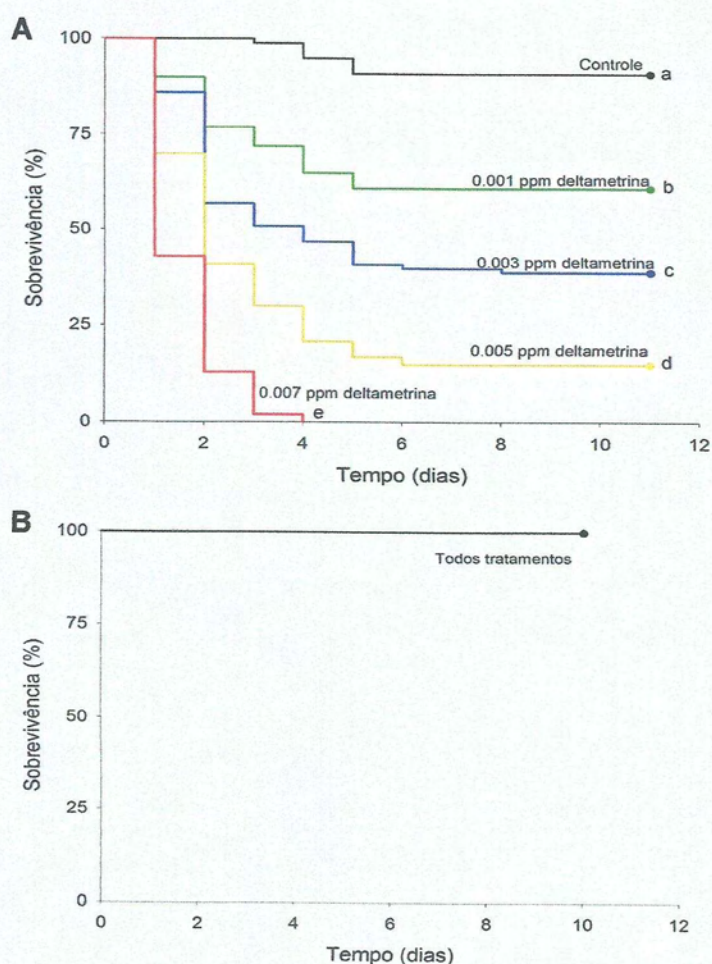 A
Sobrevivência (%)
100
75
50
25
0
Controle a
0.001 ppm deltametrina b
0.003 ppm deltametrina c
0.005 ppm deltametrina d
0.007 ppm deltametrina
e
0 2 4 6 8 10 12
Tempo (dias)
B
Sobrevivência (%)
100
75
50
25
0
Todos tratamentos
0 2 4 6 8 10 12
Tempo (dias)